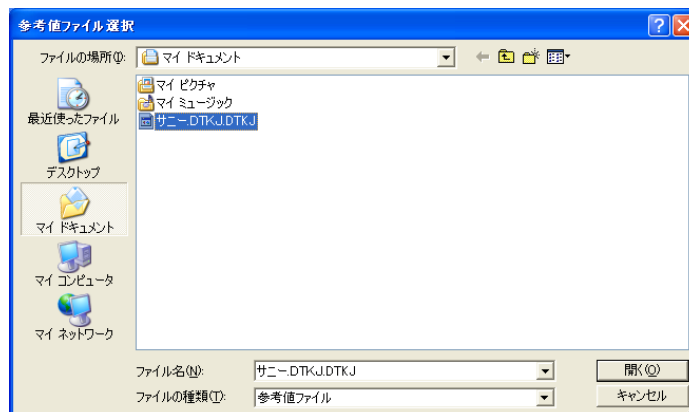 参考値ファイル選択
ファイルの場所(I):
マイ ドキュメント
最近使ったファイル
デスクトップ
マイ ドキュメント
マイ コンピュータ
マイ ネットワーク
マイ ピクチャ
マイ ミュージック
サニー.DTKJ.DTKJ
ファイル名(N):
サニー.DTKJ.DTKJ
開く(O)
ファイルの種類(T):
参考値ファイル
キャンセル